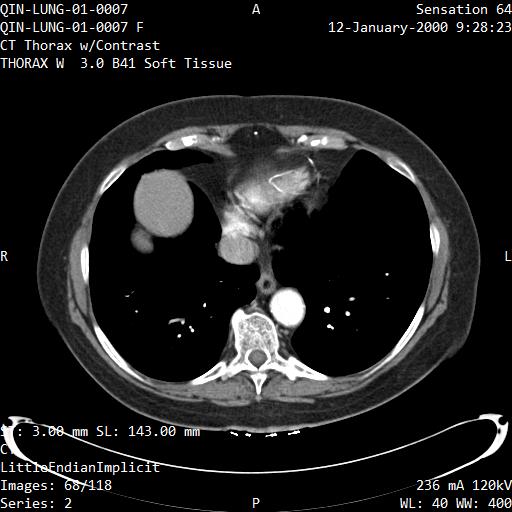 QIN-LUNG-01-0007
A
Sensation 64
QIN-LUNG-01-0007 F
12-January-2000 9:28:23
CT Thorax w/Contrast
THORAX W  3.0 B41 Soft Tissue
R
L
: 3.00 mm SL: 143.00 mm
LittleEndianImplicit
Images: 68/118
236 mA 120kV
Series: 2
P
WL: 40 WW: 400